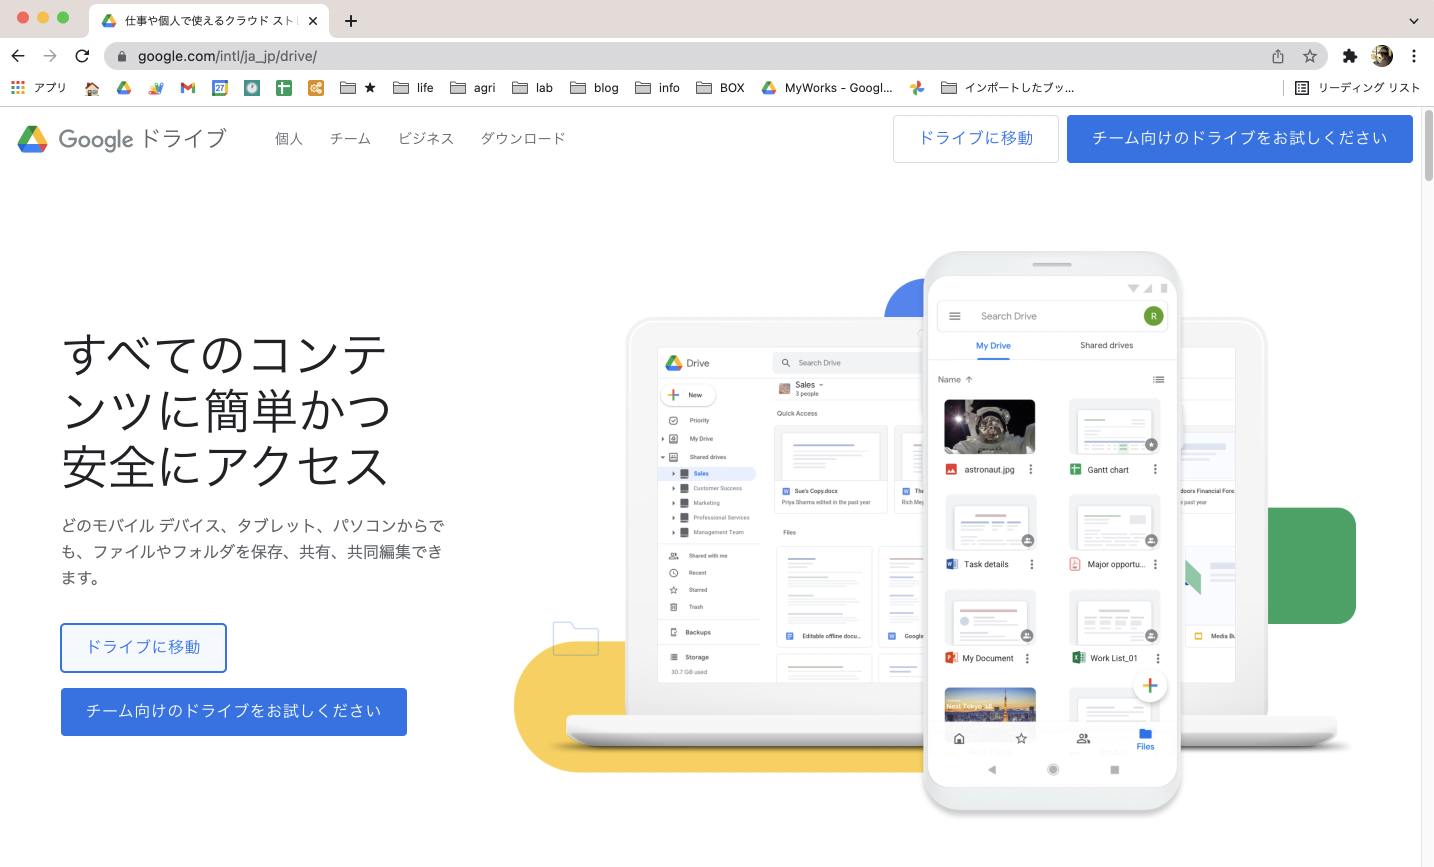 仕事や個人で使えるクラウド スト
google.com/intl/ja_jp/drive/
アプリ
27
★
life
agri
lab
blog
info
BOX
MyWorks - Googl...
インポートしたブッ...
リーディング リスト
Google ドライブ
個人
チーム
ビジネス
ダウンロード
ドライブに移動
チーム向けのドライブをお試しください
すべてのコンテ
ンツに簡単かつ
安全にアクセス
どのモバイル デバイス、タブレット、パソコンからで
も、ファイルやフォルダを保存、共有、共同編集でき
ます。
ドライブに移動
チーム向けのドライブをお試しください
Drive
Search Drive
New
Sales
3 people
Quick Access
Priority
My Drive
Shared drives
Sales
Customer Success
Marketing
Professional Services
Management Team
Shared with me
Recent
Starred
Trash
Backups
Storage
30.7 GB used
Sue's Copy.docx
Priya Sharma edited in the past year
The
Rich Mey
Files
Editable offline docu...
Google
doors Financial Fore
past year
Media Bu
Search Drive
R
My Drive
Shared drives
Name
astronaut.jpg
Gantt chart
Task details
Major opportu...
My Document
Work List_01
Next Tokyo_18
Files